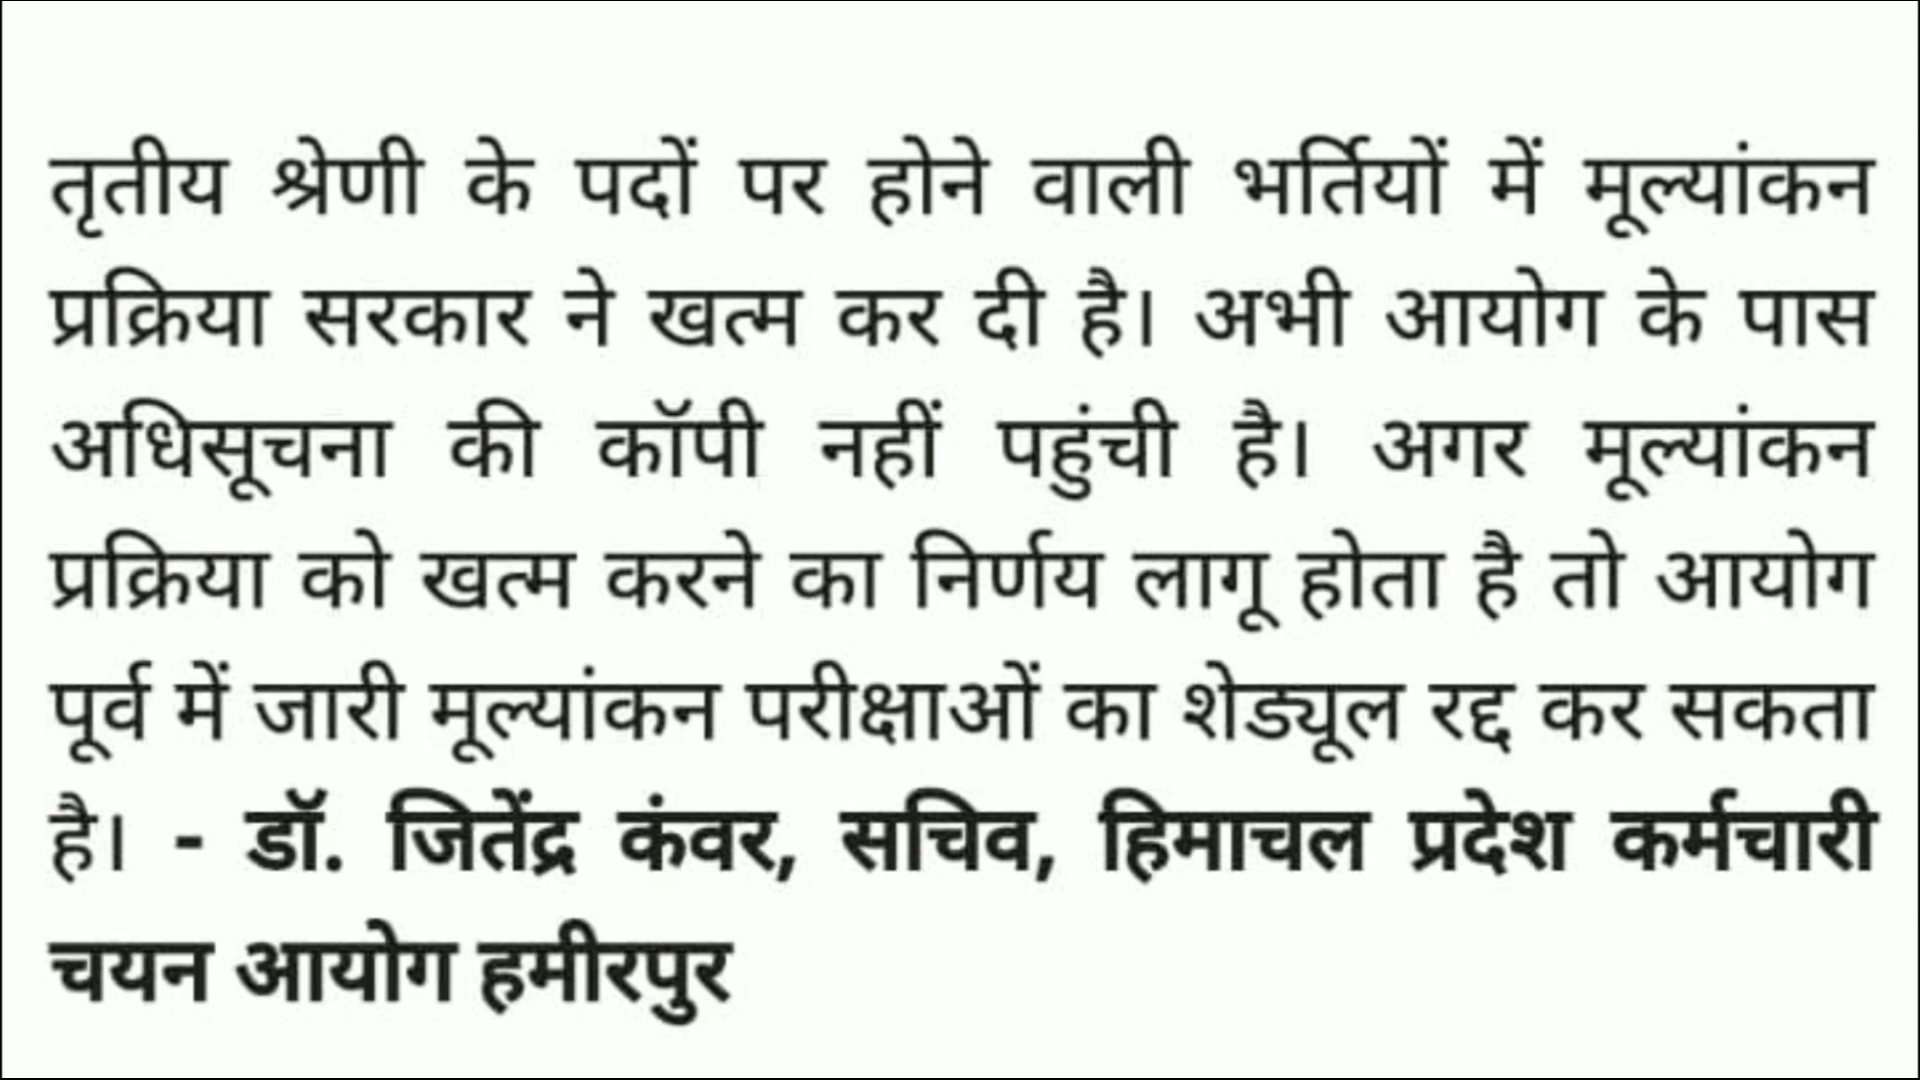 तृतीय श्रेणी के पदों पर होने वाली भर्तियों में मूल्यांकन
प्रक्रिया सरकार ने खत्म कर दी है। अभी आयोग के पास
अधिसूचना की कॉपी नहीं पहुंची है। अगर मूल्यांकन
प्रक्रिया को खत्म करने का निर्णय लागू होता है तो आयोग
पूर्व में जारी मूल्यांकन परीक्षाओं का शेड्यूल रद्द कर सकता
है। - डॉ. जितेंद्र कंवर, सचिव, हिमाचल प्रदेश कर्मचारी
चयन आयोग हमीरपुर